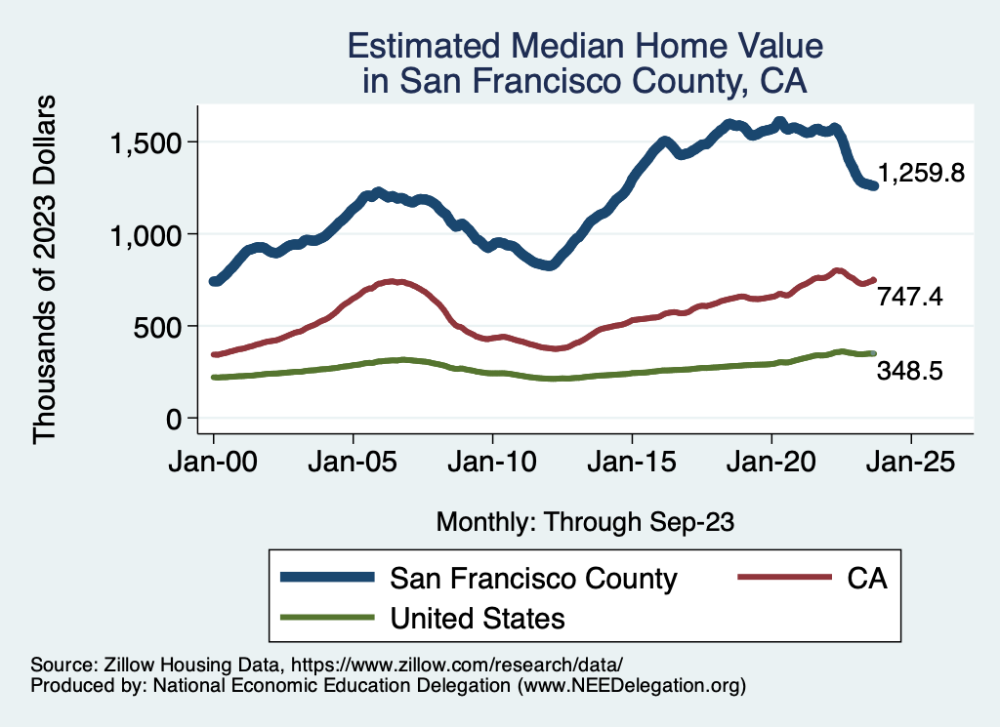 Estimated Median Home Value
in San Francisco County, CA
Thousands of 2023 Dollars
1,500
1,000
500
0
1,259.8
747.4
348.5
Jan-00 Jan-05 Jan-10 Jan-15 Jan-20 Jan-25
Monthly: Through Sep-23
San Francisco County CA
United States
Source: Zillow Housing Data, https://www.zillow.com/research/data/
Produced by: National Economic Education Delegation (www.NEEDelegation.org)